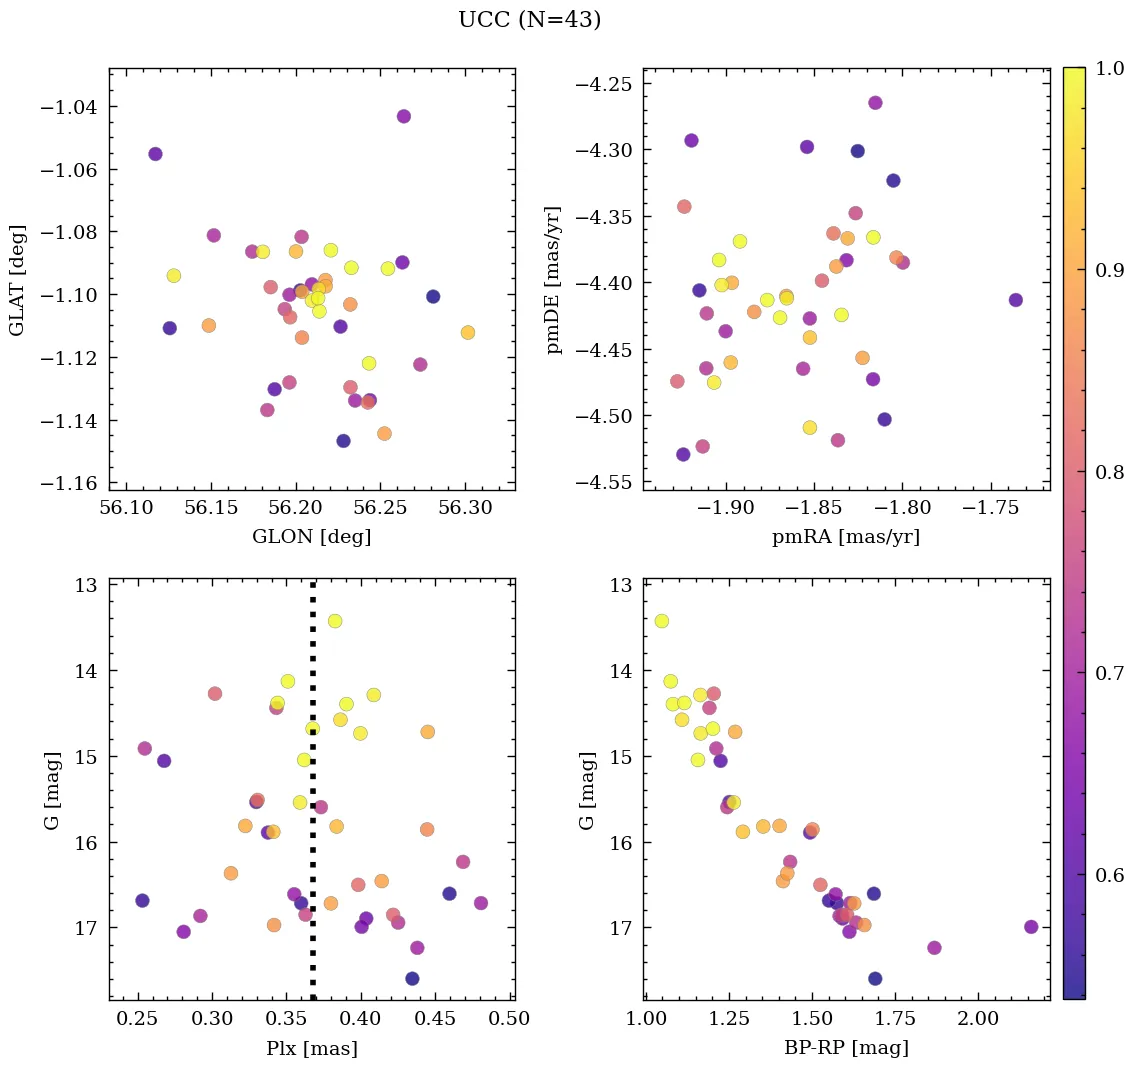 UCC (N=43)
−1.04
−1.06
−1.08
−1.10
−1.12
−1.14
−1.16
GLAT [deg]
56.10 56.15 56.20 56.25 56.30
GLON [deg]
−4.25
−4.30
−4.35
−4.40
−4.45
−4.50
−4.55
pmDE [mas/yr]
−1.90 −1.85 −1.80 −1.75
pmRA [mas/yr]
13
14
15
16
17
G [mag]
0.25 0.30 0.35 0.40 0.45 0.50
Plx [mas]
13
14
15
16
17
G [mag]
1.00 1.25 1.50 1.75 2.00
BP-RP [mag]
1.0
0.9
0.8
0.7
0.6